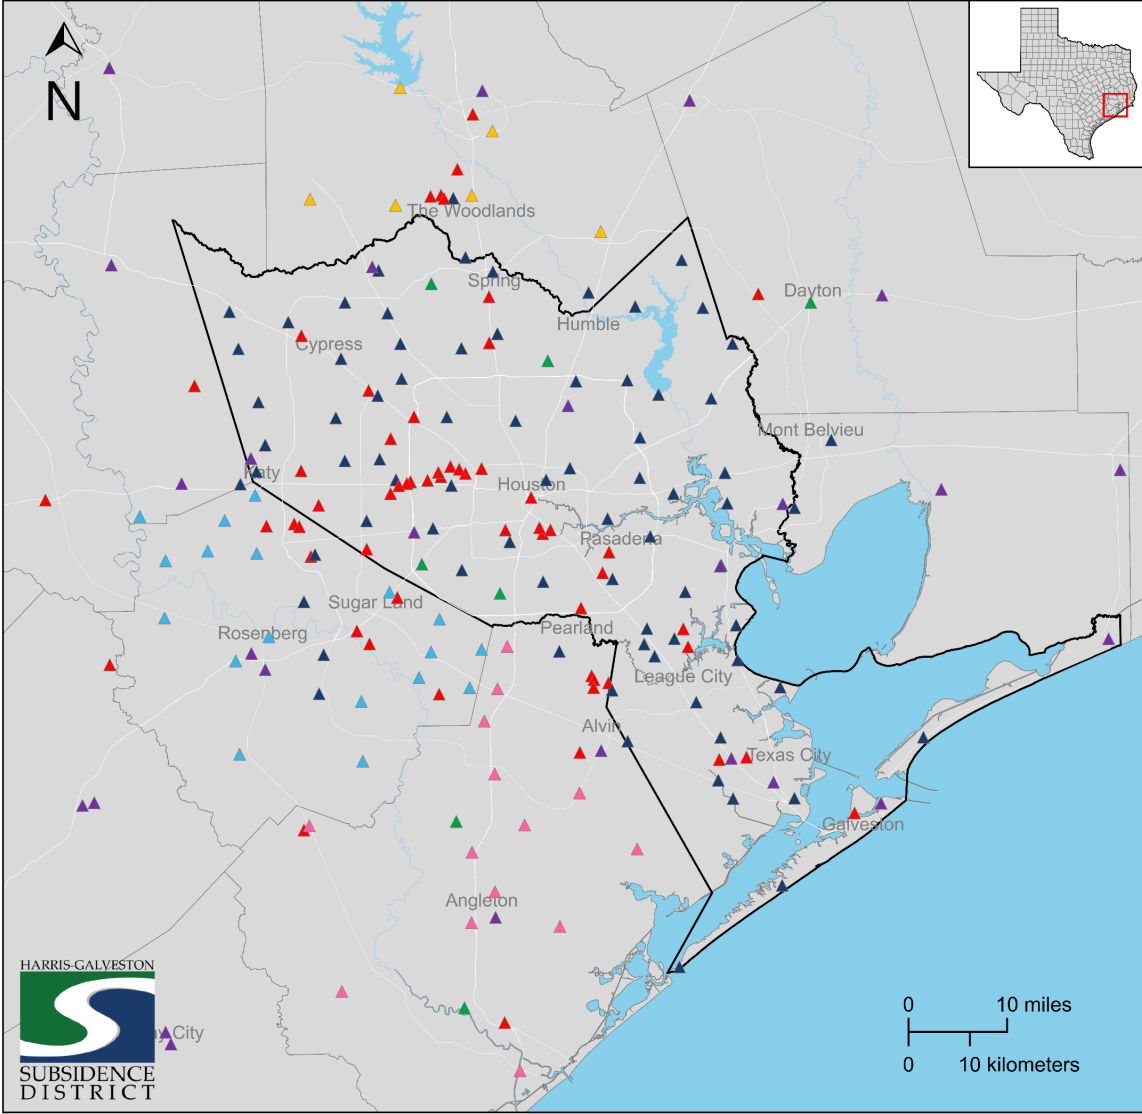 N
The Woodlands
Spring
Dayton
Humble
Cypress
Mont Belvieu
Katy
Houston
Pasadena
Sugar Land
Rosenberg
Pearland
League City
Alvin
Texas City
Galveston
Angleton
HARRIS-GALVESTON
SUBSIDENCE
DISTRICT
y City
0 10 miles
0 10 kilometers